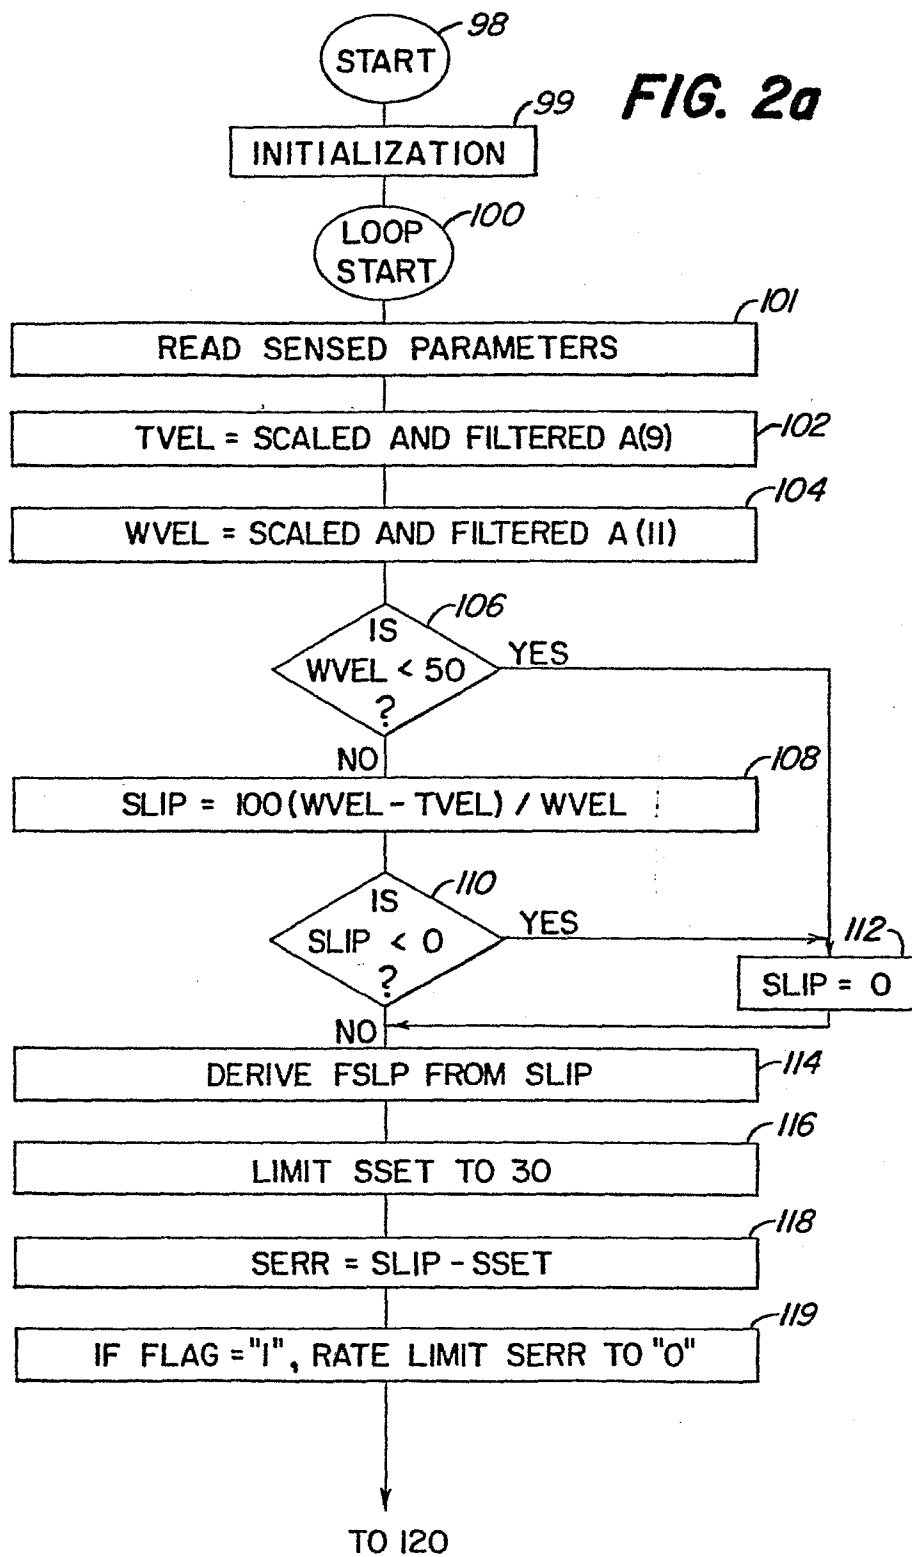 98
START
FIG. 2a
99
INITIALIZATION
100
LOOP
START
101
READ SENSED PARAMETERS
TVEL = SCALED AND FILTERED A(9)
102
104
WVEL = SCALED AND FILTERED A(11)
106
IS
WVEL < 50
?
YES
NO
108
SLIP = 100(WVEL - TVEL) / WVEL
110
IS
SLIP < 0
?
YES
112
SLIP = 0
NO
DERIVE FSLP FROM SLIP
114
116
LIMIT SSET TO 30
118
SERR = SLIP - SSET
119
IF FLAG = "1", RATE LIMIT SERR TO "0"
TO 120